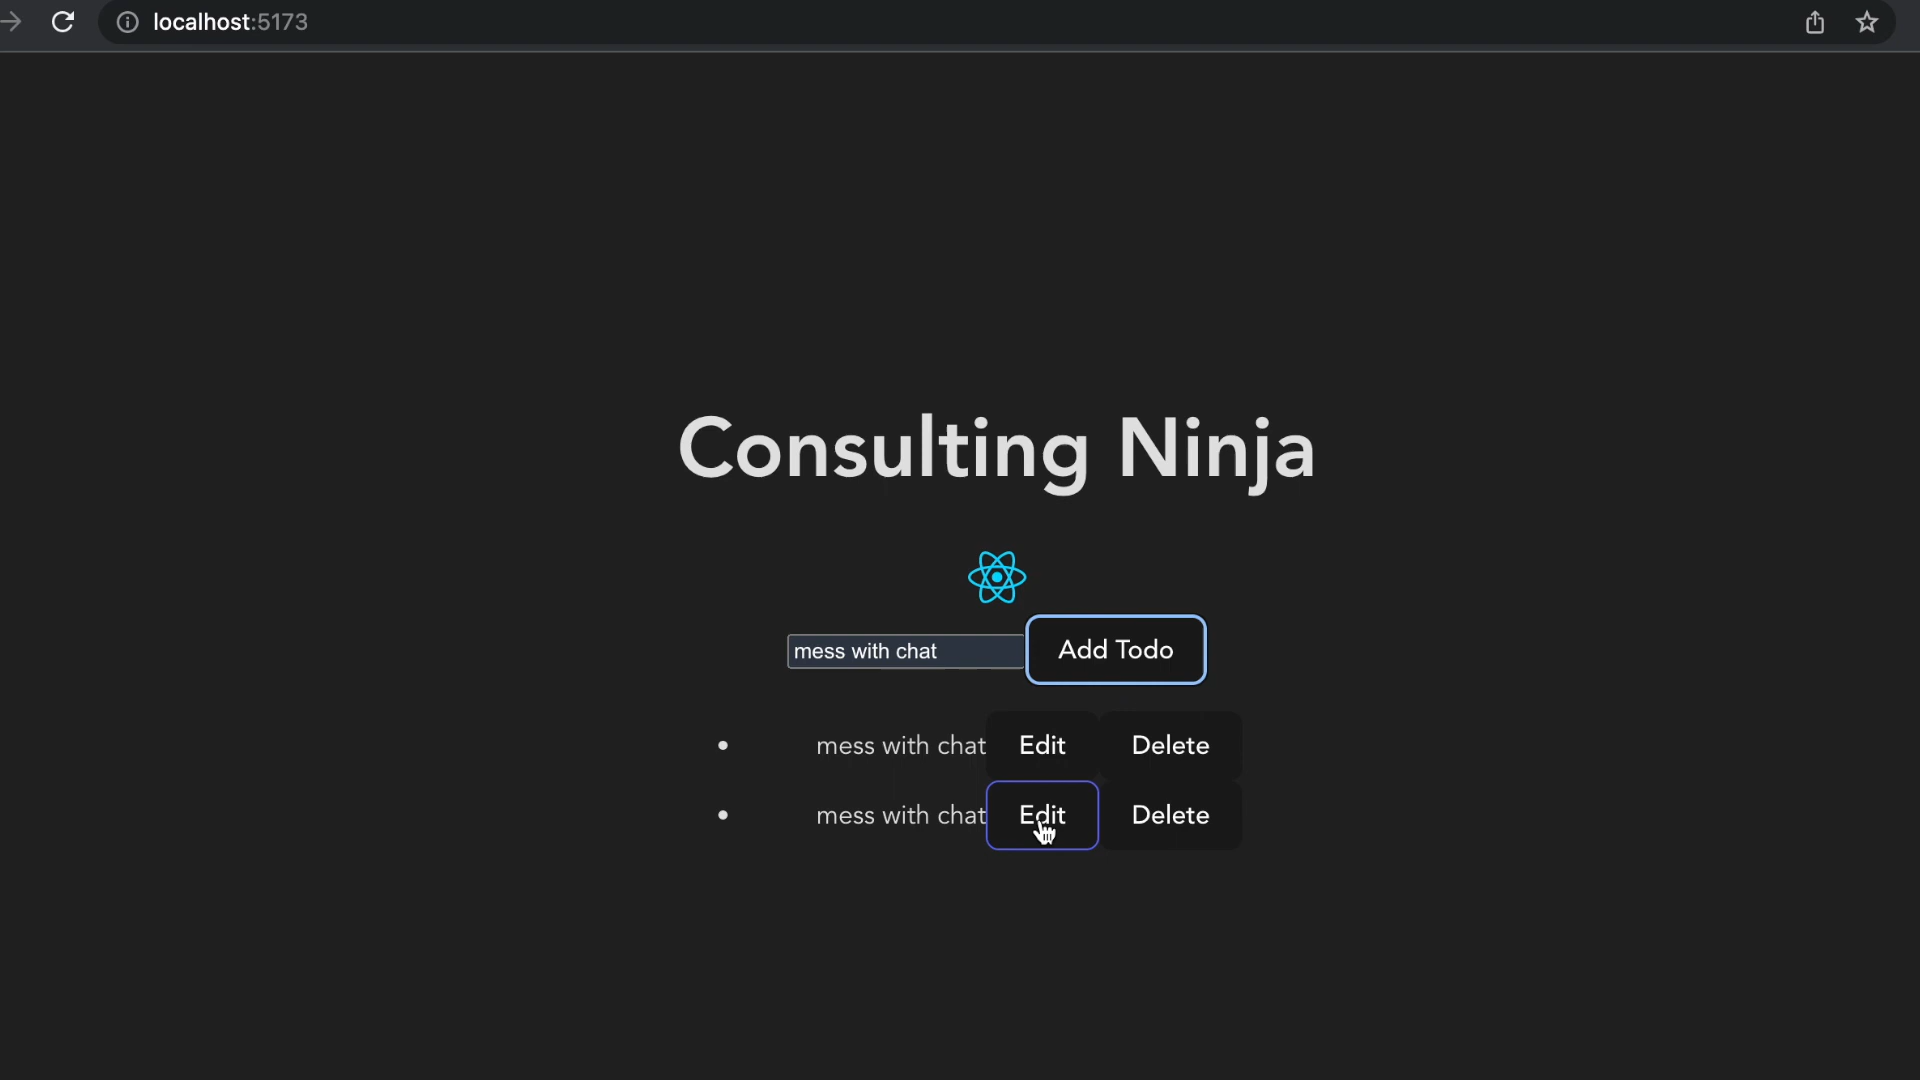 localhost:5173
Consulting Ninja
mess with chat Add Todo
• mess with chat Edit Delete
• mess with chat Edit Delete